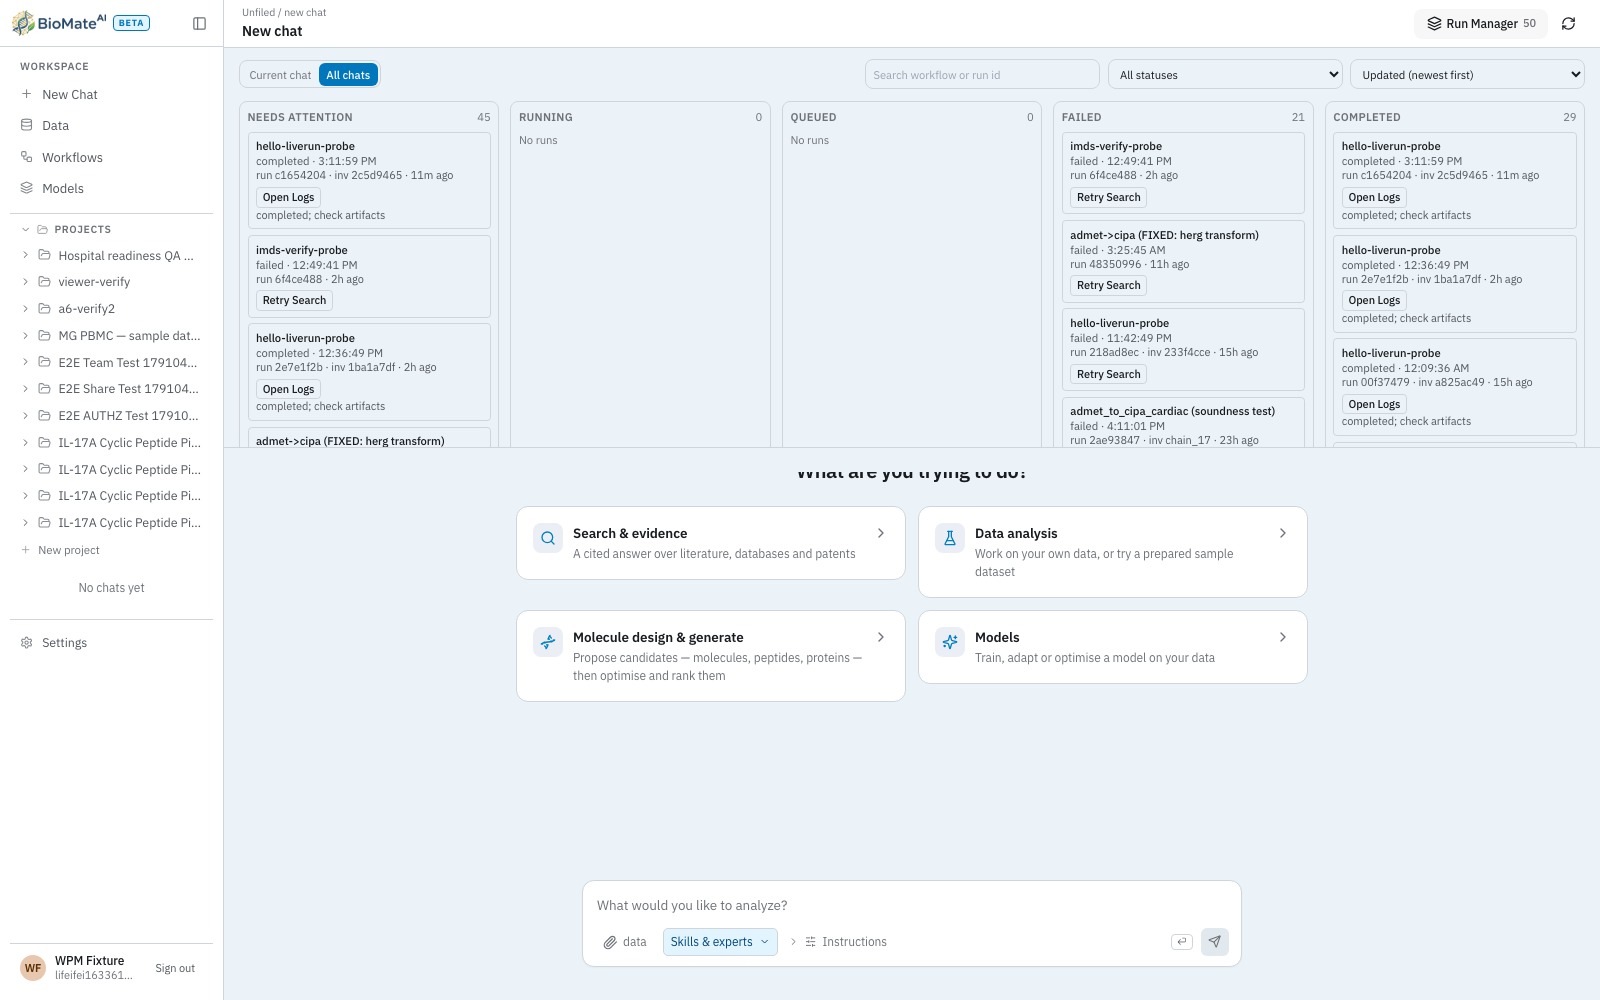 BioMate AI BETA
WORKSPACE
New Chat
Data
Workflows
Models
PROJECTS
Hospital readiness QA ...
viewer-verify
a6-verify2
MG PBMC — sample dat...
E2E Team Test 179104...
E2E Share Test 179104...
E2E AUTHZ Test 17910...
IL-17A Cyclic Peptide Pi...
IL-17A Cyclic Peptide Pi...
IL-17A Cyclic Peptide Pi...
IL-17A Cyclic Peptide Pi...
New project
No chats yet
Settings
WF
WPM Fixture
lifeifei163361...
Sign out
Unfiled / new chat
New chat
Run Manager 50
Current chat
All chats
Search workflow or run id
All statuses
Updated (newest first)
NEEDS ATTENTION 45
hello-liverun-probe
completed · 3:11:59 PM
run c1654204 · inv 2c5d9465 · 11m ago
Open Logs
completed; check artifacts
imds-verify-probe
failed · 12:49:41 PM
run 6f4ce488 · 2h ago
Retry Search
hello-liverun-probe
completed · 12:36:49 PM
run 2e7e1f2b · inv 1ba1a7df · 2h ago
Open Logs
completed; check artifacts
admet->cipa (FIXED: herg transform)
RUNNING 0
No runs
QUEUED 0
No runs
FAILED 21
imds-verify-probe
failed · 12:49:41 PM
run 6f4ce488 · 2h ago
Retry Search
admet->cipa (FIXED: herg transform)
failed · 3:25:45 AM
run 48350996 · 11h ago
Retry Search
hello-liverun-probe
failed · 11:42:49 PM
run 218ad8ec · inv 233f4cce · 15h ago
Retry Search
admet_to_cipa_cardiac (soundness test)
failed · 4:11:01 PM
run 2ae93847 · inv chain_17 · 23h ago
COMPLETED 29
hello-liverun-probe
completed · 3:11:59 PM
run c1654204 · inv 2c5d9465 · 11m ago
Open Logs
completed; check artifacts
hello-liverun-probe
completed · 12:36:49 PM
run 2e7e1f2b · inv 1ba1a7df · 2h ago
Open Logs
completed; check artifacts
hello-liverun-probe
completed · 12:09:36 AM
run 00f37479 · inv a825ac49 · 15h ago
Open Logs
completed; check artifacts
What are you trying to do?
Search & evidence
A cited answer over literature, databases and patents
Data analysis
Work on your own data, or try a prepared sample
dataset
Molecule design & generate
Propose candidates — molecules, peptides, proteins —
then optimise and rank them
Models
Train, adapt or optimise a model on your data
What would you like to analyze?
data
Skills & experts
Instructions